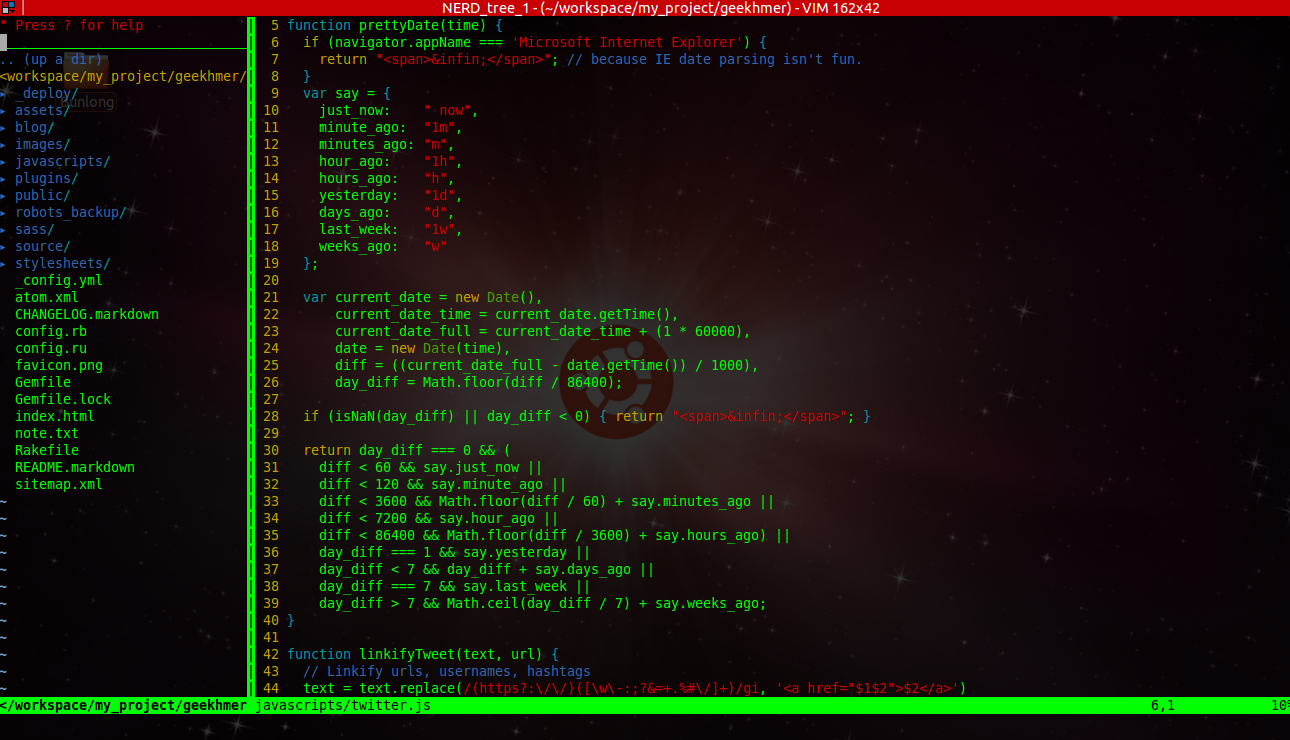 NERD_tree_1 - (~/workspace/my_project/geekhmer) - VIM 162x42
" Press ? for help
.. (up a dir)
<workspace/my_project/geekhmer/
▸ _deploy/
Bunlong
▸ assets/
▸ blog/
▸ images/
▸ javascripts/
▸ plugins/
▸ public/
▸ robots_backup/
▸ sass/
▸ source/
▸ stylesheets/
_config.yml
atom.xml
CHANGELOG.markdown
config.rb
config.ru
favicon.png
Gemfile
Gemfile.lock
index.html
note.txt
Rakefile
README.markdown
sitemap.xml
~
~
~
~
~
~
~
~
~
~
~
~
5 function prettyDate(time) {
6   if (navigator.appName === 'Microsoft Internet Explorer') {
7     return "<span>&infin;</span>"; // because IE date parsing isn't fun.
8   }
9   var say = {
10     just_now:    " now",
11     minute_ago:  "1m",
12     minutes_ago: "m",
13     hour_ago:    "1h",
14     hours_ago:   "h",
15     yesterday:   "1d",
16     days_ago:    "d",
17     last_week:   "1w",
18     weeks_ago:   "w"
19   };
20
21   var current_date = new Date(),
22       current_date_time = current_date.getTime(),
23       current_date_full = current_date_time + (1 * 60000),
24       date = new Date(time),
25       diff = ((current_date_full - date.getTime()) / 1000),
26       day_diff = Math.floor(diff / 86400);
27
28   if (isNaN(day_diff) || day_diff < 0) { return "<span>&infin;</span>"; }
29
30   return day_diff === 0 && (
31     diff < 60 && say.just_now ||
32     diff < 120 && say.minute_ago ||
33     diff < 3600 && Math.floor(diff / 60) + say.minutes_ago ||
34     diff < 7200 && say.hour_ago ||
35     diff < 86400 && Math.floor(diff / 3600) + say.hours_ago) ||
36     day_diff === 1 && say.yesterday ||
37     day_diff < 7 && day_diff + say.days_ago ||
38     day_diff === 7 && say.last_week ||
39     day_diff > 7 && Math.ceil(day_diff / 7) + say.weeks_ago;
40 }
41
42 function linkifyTweet(text, url) {
43   // Linkify urls, usernames, hashtags
44   text = text.replace(/(https?:\/\/)([\w\-:;?&=+.%#\/]+)/gi, '<a href="$1$2">$2</a>')
</workspace/my_project/geekhmer javascripts/twitter.js 6,1 10%